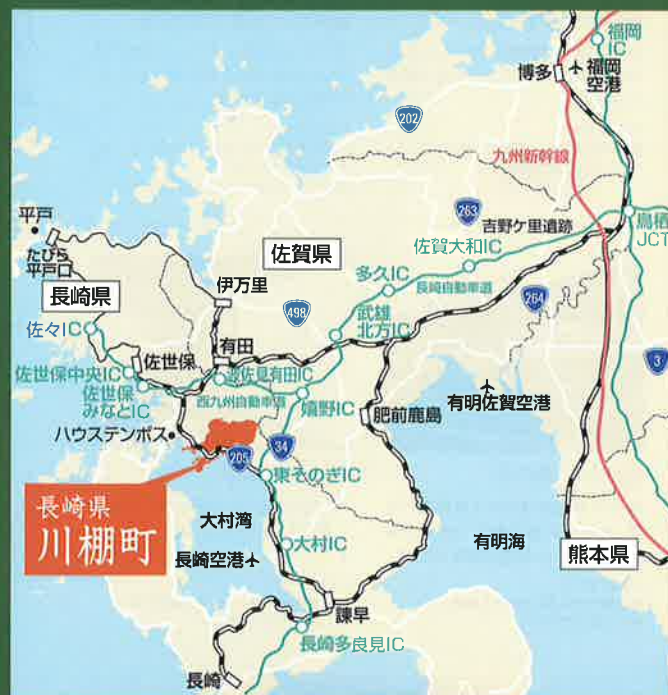 福岡
IC
博多
福岡
空港
202
九州新幹線
263
吉野ケ里遺跡
鳥栖
JCT
佐賀大和IC
佐賀県
平戸
たびら
平戸口
長崎県
伊万里
多久IC
長崎自動車道
264
498
武雄
北方IC
佐々IC
有田
佐世保
3
佐世保中央IC
佐世保
みなとIC
波佐見有田IC
西九州自動車道
嬉野IC
有明佐賀空港
肥前鹿島
ハウステンボス
205
34
東そのぎIC
長崎県
川棚町
大村湾
大村IC
有明海
熊本県
長崎空港
諫早
長崎多良見IC
長崎